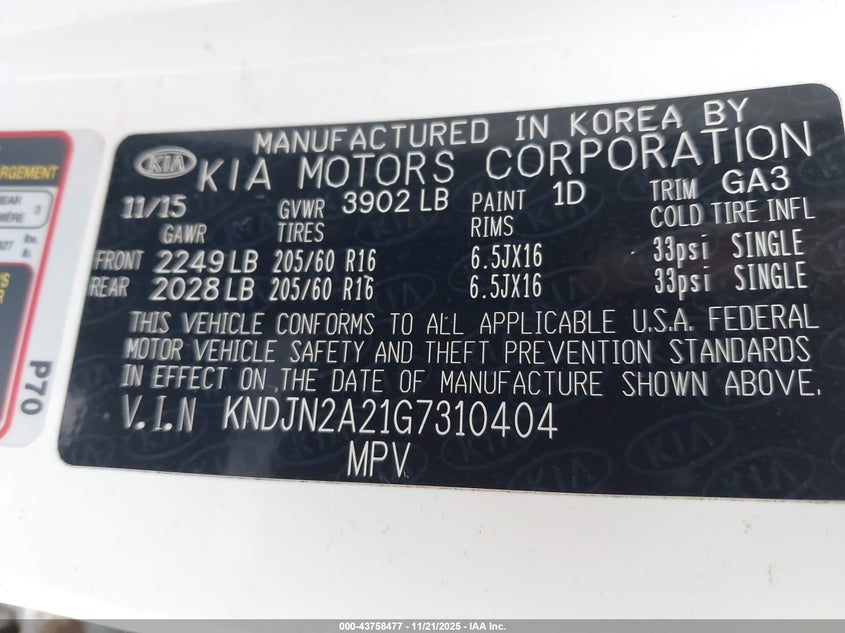 MANUFACTURED IN KOREA BY
KIA KIA MOTORS CORPORATION
11/15 GVWR 3902 LB PAINT 1D TRIM GA3
GAWR TIRES RIMS COLD TIRE INFL
FRONT 2249 LB 205/60 R16 6.5JX16 33psi SINGLE
REAR 2028 LB 205/60 R16 6.5JX16 33psi SINGLE
THIS VEHICLE CONFORMS TO ALL APPLICABLE U.S.A. FEDERAL
MOTOR VEHICLE SAFETY AND THEFT PREVENTION STANDARDS
IN EFFECT ON THE DATE OF MANUFACTURE SHOWN ABOVE.
V.I.N KNDJN2A21G7310404
MPV
P70
000-43758477 - 11/21/2025 - IAA Inc.